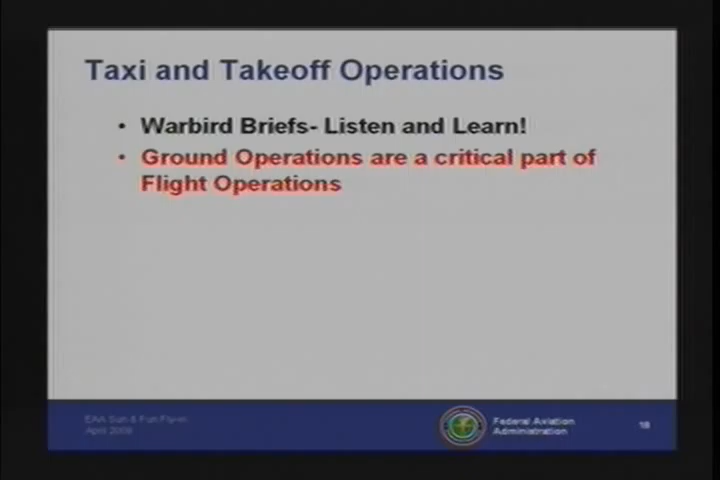 Taxi and Takeoff Operations
• Warbird Briefs- Listen and Learn!
• Ground Operations are a critical part of
Flight Operations
EAA Sun & Fun Fly-In
April 2009
Federal Aviation
Administration
18